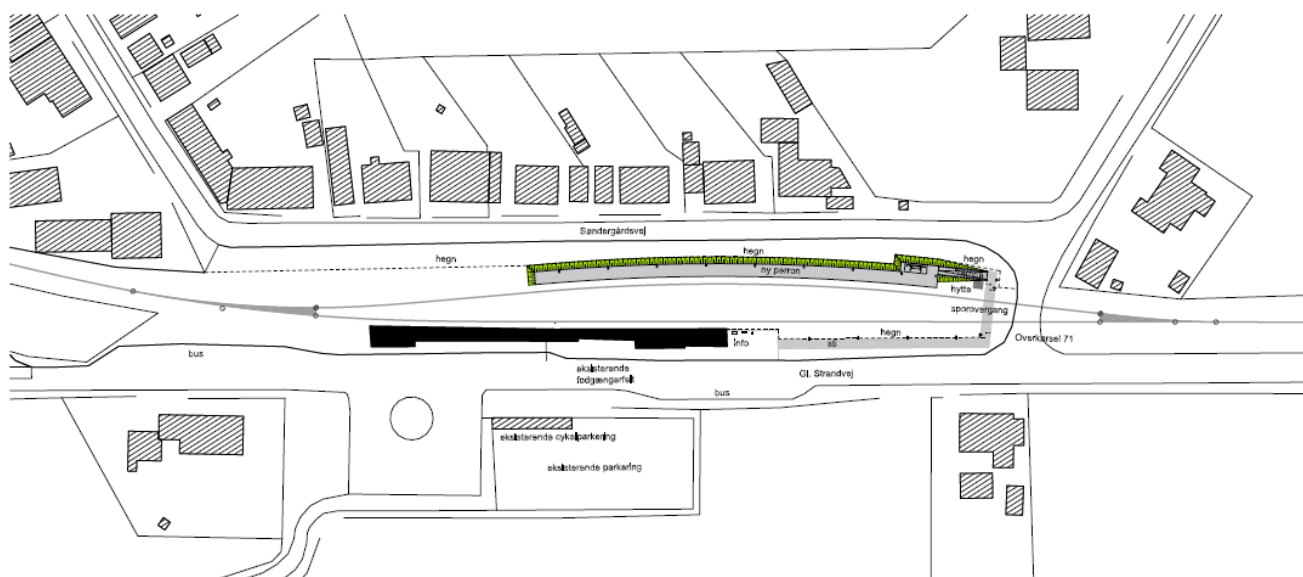 Søndergårdsvej
hegn
hegn
hegn
ny perron
hytte
sporovergang
hegn
info
sti
Overkørsel 71
bus
eksisterende
fodgængerfelt
Gl. Strandvej
bus
eksisterende cykelparkering
eksisterende parkering